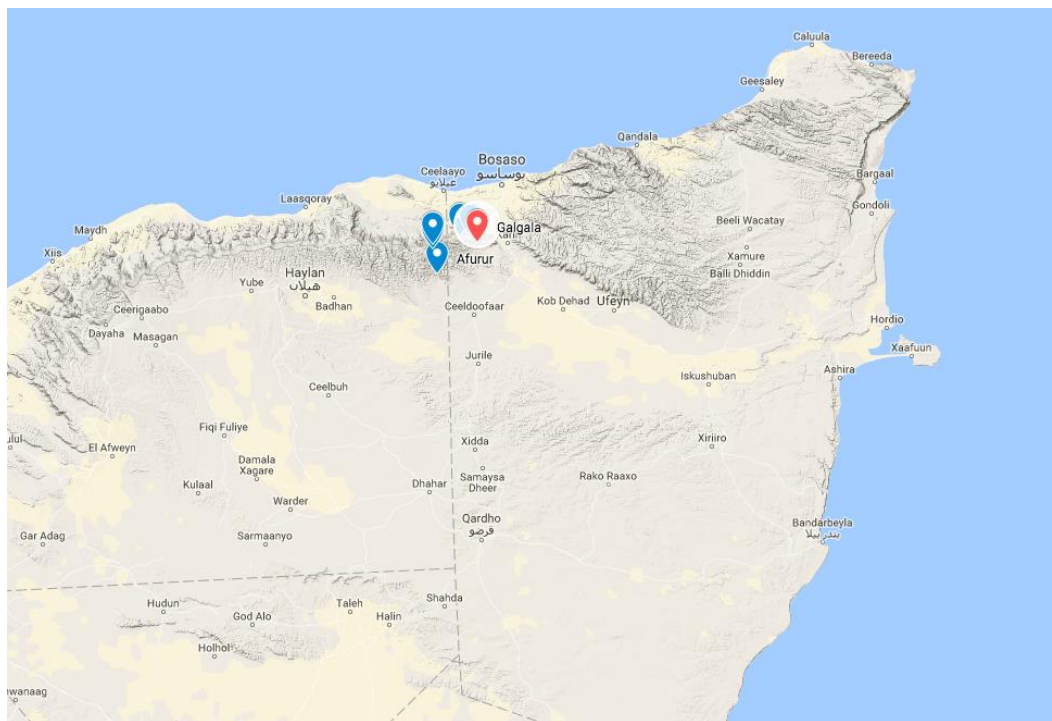 Caluula
Bereeda
Geesaley
Qandala
Bosaso
بوساسو
Ceelaayo
عيلايو
Bargaal
Laasqoray
Gondoli
Maydh
Beeli Wacatay
Galgala
Xiis
Afurur
Xamure
Balli Dhiddin
Haylan
هيلان
Yube
Badhan
Kob Dehad
Ufeyn
Ceerigaabo
Ceeldoofaar
Hordio
Dayaha
Masagan
Xaafuun
Jurile
Ashira
Iskushuban
Ceelbuh
Fiqi Fuliye
Xidda
Xiriiro
El Afweyn
Damala
Xagare
Samaysa
Dheer
Rako Raaxo
Kulaal
Dhahar
Warder
Qardho
قرضو
Bandarbeyla
بندر بيلا
Gar Adag
Sarmaanyo
Hudun
Taleh
Shahda
God Alo
Halin
Holhol